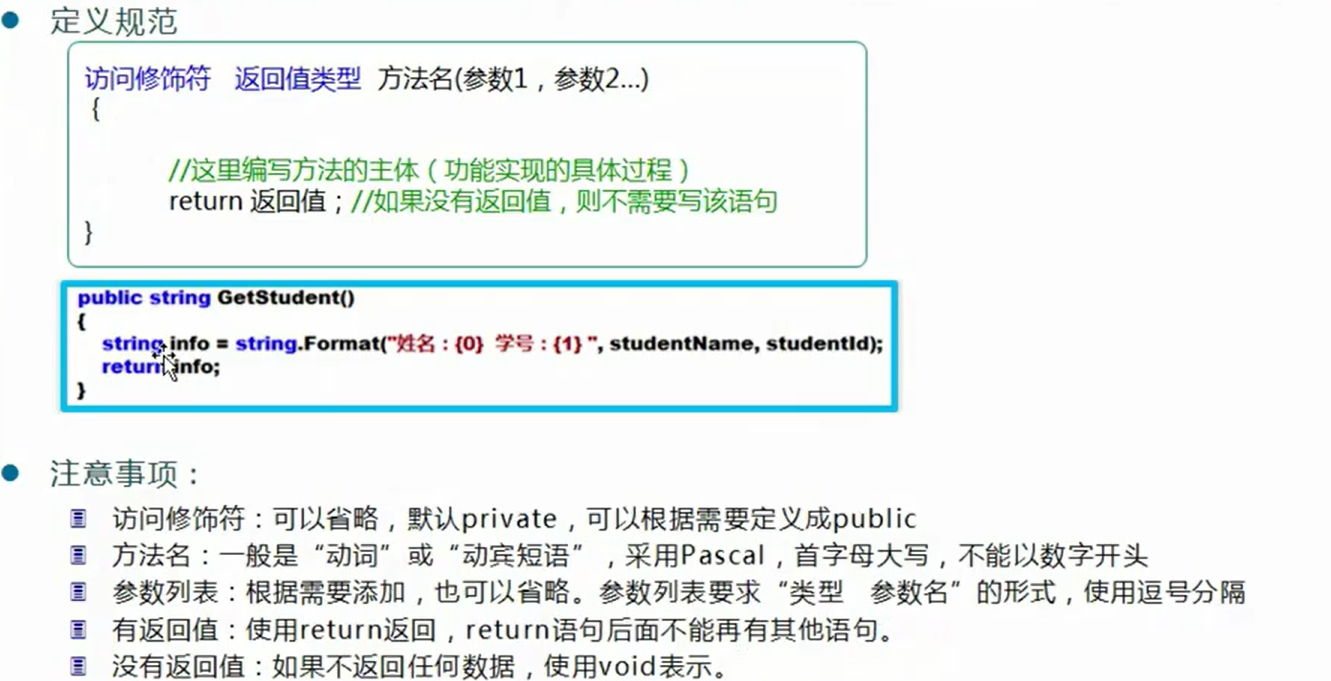 定义规范
访问修饰符 返回值类型 方法名(参数1，参数2...)
{
//这里编写方法的主体（功能实现的具体过程）
return 返回值；//如果没有返回值，则不需要写该语句
}
public string GetStudent()
{
string info = string.Format("姓名：{0} 学号：{1} ", studentName, studentId);
return info;
}
注意事项：
访问修饰符：可以省略，默认private，可以根据需要定义成public
方法名：一般是“动词”或“动宾短语”，采用Pascal，首字母大写，不能以数字开头
参数列表：根据需要添加，也可以省略。参数列表要求“类型 参数名”的形式，使用逗号分隔
有返回值：使用return返回，return语句后面不能再有其他语句。
没有返回值：如果不返回任何数据，使用void表示。